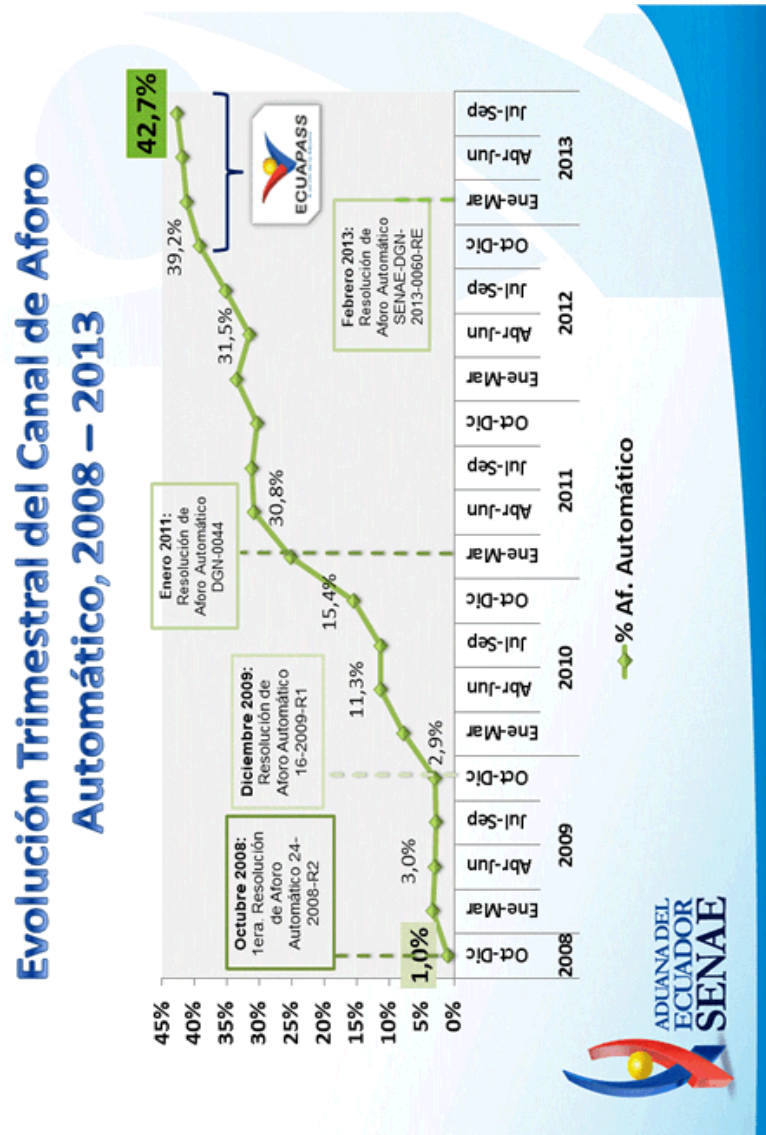 Evolución Trimestral del Canal de Aforo
Automático, 2008 – 2013
45%
40%
35%
30%
25%
20%
15%
10%
5%
0%
Octubre 2008:
1era. Resolución
de Aforo
Automático 24-
2008-R2
Diciembre 2009:
Resolución de
Aforo Automático
16-2009-R1
Enero 2011:
Resolución de
Aforo Automático
DGN-0044
Febrero 2013:
Resolución de
Aforo Automático
SENAE-DGN-
2013-0060-RE
1,0%
3,0%
2,9%
11,3%
15,4%
30,8%
31,5%
39,2%
42,7%
ECUAPASS
Oct-Dic
Ene-Mar
Abr-Jun
Jul-Sep
Oct-Dic
Ene-Mar
Abr-Jun
Jul-Sep
Oct-Dic
Ene-Mar
Abr-Jun
Jul-Sep
Oct-Dic
Ene-Mar
Abr-Jun
Jul-Sep
Oct-Dic
Ene-Mar
Abr-Jun
Jul-Sep
2008
2009
2010
2011
2012
2013
% Af. Automático
ADUANA DEL
ECUADOR
SENAE